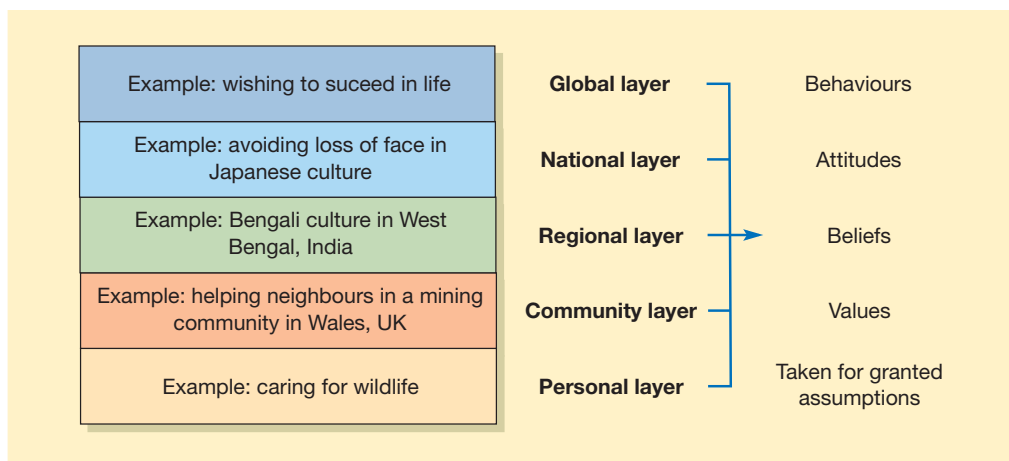 Example: wishing to suceed in life
Global layer
Behaviours
Example: avoiding loss of face in
Japanese culture
National layer
Attitudes
Example: Bengali culture in West
Bengal, India
Regional layer
Beliefs
Example: helping neighbours in a mining
community in Wales, UK
Community layer
Values
Example: caring for wildlife
Personal layer
Taken for granted
assumptions